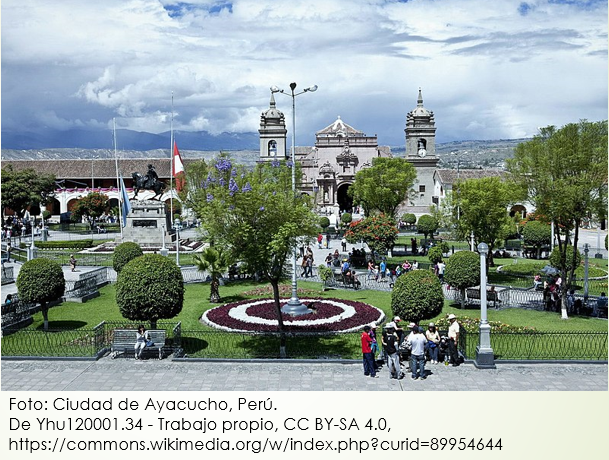 Foto: Ciudad de Ayacucho, Perú.
De Yhu120001.34 - Trabajo propio, CC BY-SA 4.0,
https://commons.wikimedia.org/w/index.php?curid=89954644